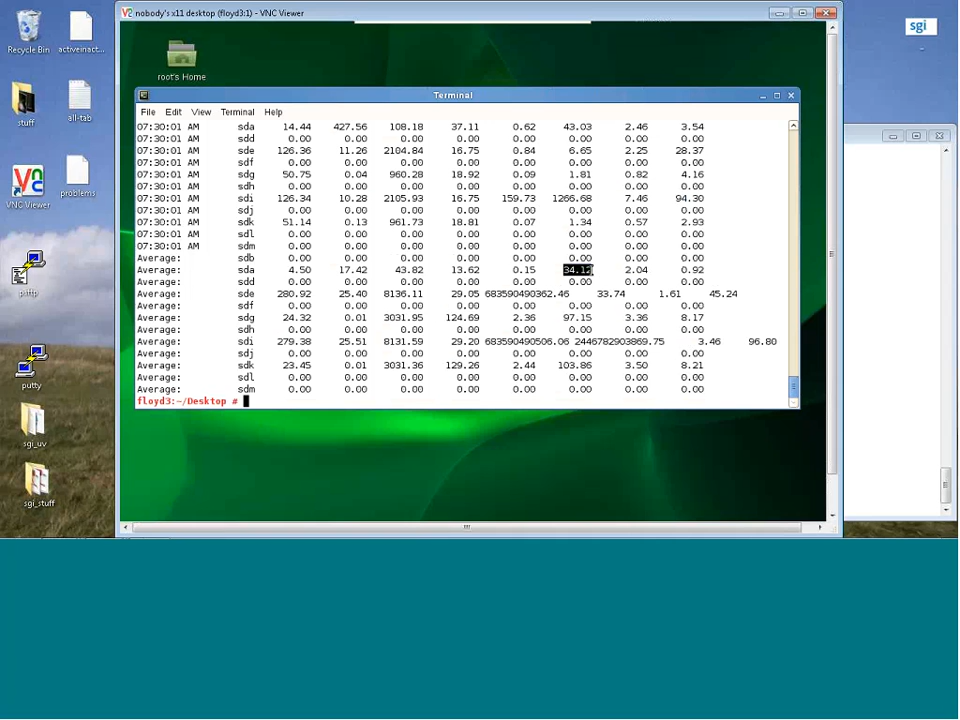 nobody's x11 desktop (floyd3:1) - VNC Viewer
sgi
Recycle Bin
activeinact...
root's Home
stuff
all-tab
VNC Viewer
problems
psftp
putty
sgi_uv
sgi_stuff
Terminal
File Edit View Terminal Help
07:30:01 AM sda 14.44 427.56 108.18 37.11 0.62 43.03 2.46 3.54
07:30:01 AM sdd 0.00 0.00 0.00 0.00 0.00 0.00 0.00 0.00
07:30:01 AM sde 126.36 11.26 2104.84 16.75 0.84 6.65 2.25 28.37
07:30:01 AM sdf 0.00 0.00 0.00 0.00 0.00 0.00 0.00 0.00
07:30:01 AM sdg 50.75 0.04 960.28 18.92 0.09 1.81 0.82 4.16
07:30:01 AM sdh 0.00 0.00 0.00 0.00 0.00 0.00 0.00 0.00
07:30:01 AM sdi 126.34 10.28 2105.93 16.75 159.73 1266.68 7.46 94.30
07:30:01 AM sdj 0.00 0.00 0.00 0.00 0.00 0.00 0.00 0.00
07:30:01 AM sdk 51.14 0.13 961.73 18.81 0.07 1.34 0.57 2.93
07:30:01 AM sdl 0.00 0.00 0.00 0.00 0.00 0.00 0.00 0.00
07:30:01 AM sdm 0.00 0.00 0.00 0.00 0.00 0.00 0.00 0.00
Average: sdb 0.00 0.00 0.00 0.00 0.00 0.00 0.00 0.00
Average: sda 4.50 17.42 43.82 13.62 0.15 34.12 2.04 0.92
Average: sdd 0.00 0.00 0.00 0.00 0.00 0.00 0.00 0.00
Average: sde 280.92 25.40 8136.11 29.05 683590490362.46 33.74 1.61 45.24
Average: sdf 0.00 0.00 0.00 0.00 0.00 0.00 0.00 0.00
Average: sdg 24.32 0.01 3031.95 124.69 2.36 97.15 3.36 8.17
Average: sdh 0.00 0.00 0.00 0.00 0.00 0.00 0.00 0.00
Average: sdi 279.38 25.51 8131.59 29.20 683590490506.06 2446782903869.75 3.46 96.80
Average: sdj 0.00 0.00 0.00 0.00 0.00 0.00 0.00 0.00
Average: sdk 23.45 0.01 3031.36 129.26 2.44 103.86 3.50 8.21
Average: sdl 0.00 0.00 0.00 0.00 0.00 0.00 0.00 0.00
Average: sdm 0.00 0.00 0.00 0.00 0.00 0.00 0.00 0.00
floyd3:~/Desktop #